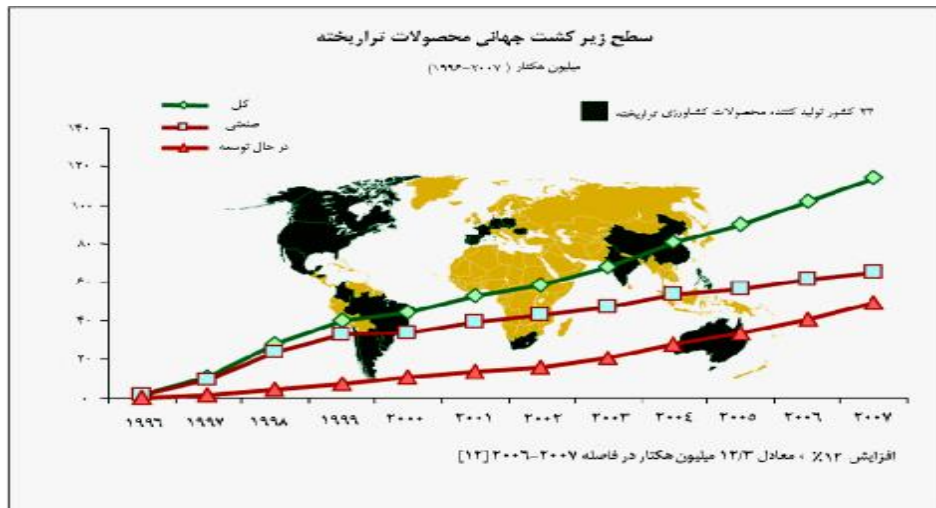 سطح زیر کشت جهانی محصولات تراریخته
میلیون هکتار ( ۲۰۰۷-۱۹۹۶)
کل
صنعتی
در حال توسعه
۲۳ کشور تولید کننده محصولات کشاورزی تراریخته
۱۴۰
۱۲۰
۱۰۰
۸۰
۶۰
۴۰
۲۰
۰
۱۹۹۶ ۱۹۹۷ ۱۹۹۸ ۱۹۹۹ ۲۰۰۰ ۲۰۰۱ ۲۰۰۲ ۲۰۰۳ ۲۰۰٤ ۲۰۰۵ ۲۰۰۶ ۲۰۰۷
افزایش ۱۲٪ ، معادل ۱۲/۳ میلیون هکتار در فاصله ۲۰۰۷-۲۰۰۶ [۱۲]